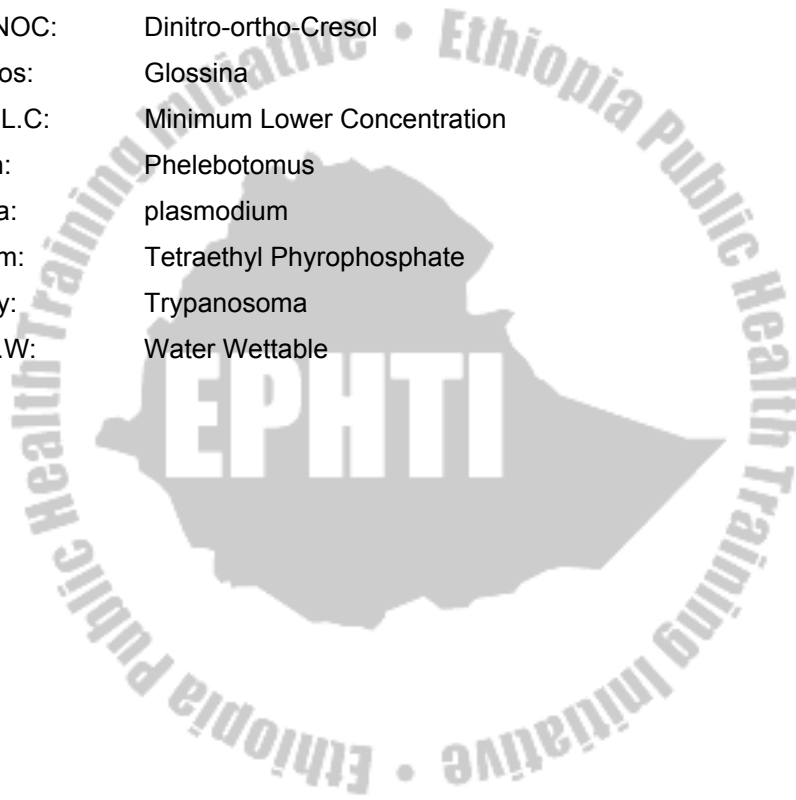 NOC: Dinitro-ortho-Cresol
os: Glossina
L.C: Minimum Lower Concentration
: Phelebotomus
a: plasmodium
m: Tetraethyl Phyrophosphate
y: Trypanosoma
.W: Water Wettable
EPHTI
Ethiopia Public Health Training Initiative • Ethiopia Public Health Training Initiative •